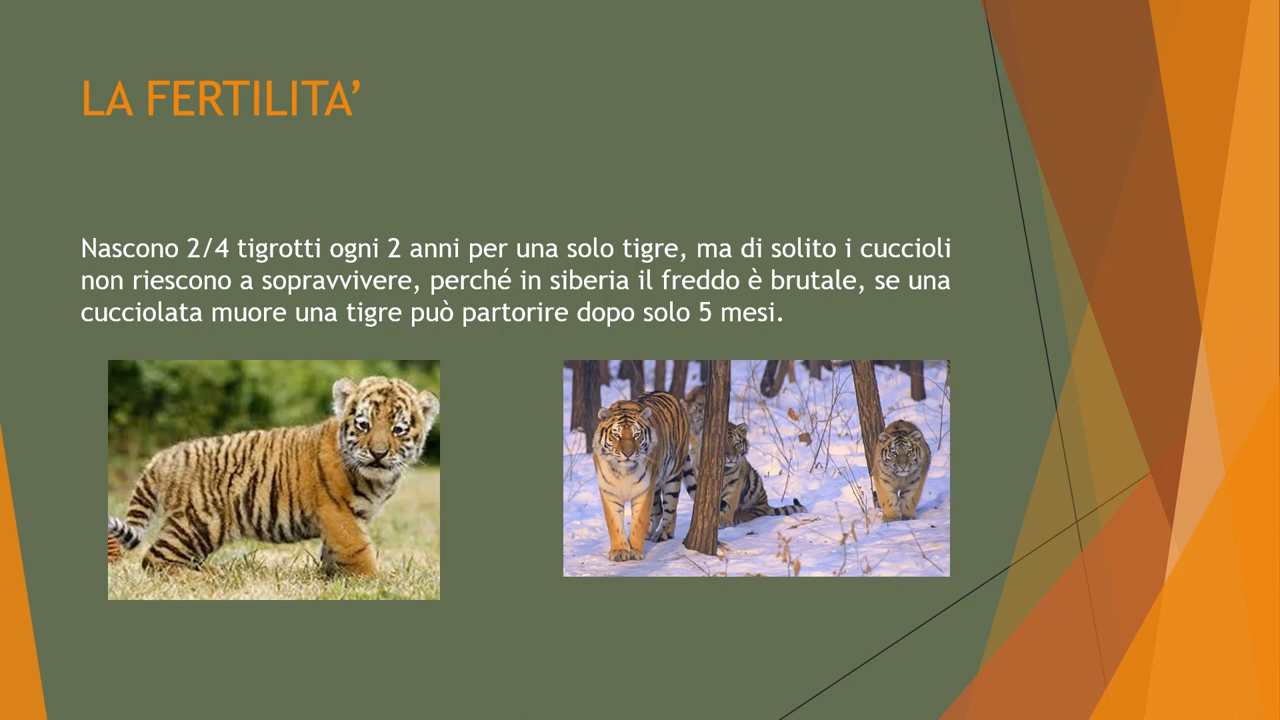 LA FERTILITA’
Nascono 2/4 tigrotti ogni 2 anni per una solo tigre, ma di solito i cuccioli
non riescono a sopravvivere, perché in siberia il freddo è brutale, se una
cucciolata muore una tigre può partorire dopo solo 5 mesi.